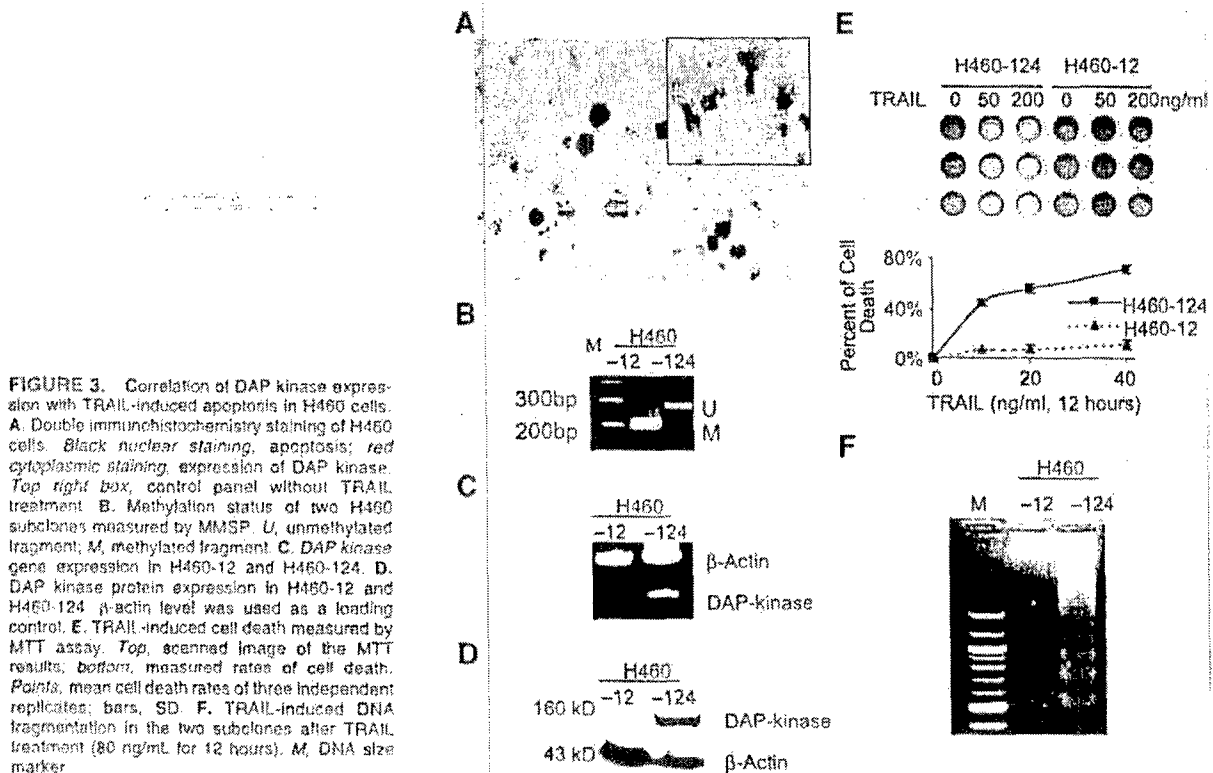 FIGURE 3. Correlation of DAP kinase expres-
sion with TRAIL-induced apoptosis in H460 cells.
A. Double immunohistochemistry staining of H460
cells. Black nuclear staining, apoptosis; red
cytoplasmic staining, expression of DAP kinase.
Top right box, control panel without TRAIL
treatment. B. Methylation status of two H460
subclones measured by MMSP. U, unmethylated
fragment; M, methylated fragment. C. DAP kinase
gene expression in H460-12 and H460-124. D.
DAP kinase protein expression in H460-12 and
H460-124. β-actin level was used as a loading
control. E. TRAIL-induced cell death measured by
MTT assay. Top, scanned image of the MTT
results; bottom, measured rates of cell death.
Points, mean cell death rates of three independent
replicates; bars, SD. F. TRAIL-induced DNA
fragmentation in the two subclones after TRAIL
treatment (80 ng/mL for 12 hours). M, DNA size
marker
A
B
H460
M -12 -124
300bp
200bp
U
M
C
H460
-12 -124
β-Actin
DAP-kinase
D
H460
-12 -124
160 kD
DAP-kinase
43 kD
β-Actin
E
H460-124 H460-12
TRAIL 0 50 200 0 50 200ng/ml
Percent of Cell
Death
80%
40%
0%
H460-124
H460-12
0 20 40
TRAIL (ng/ml, 12 hours)
F
H460
M -12 -124